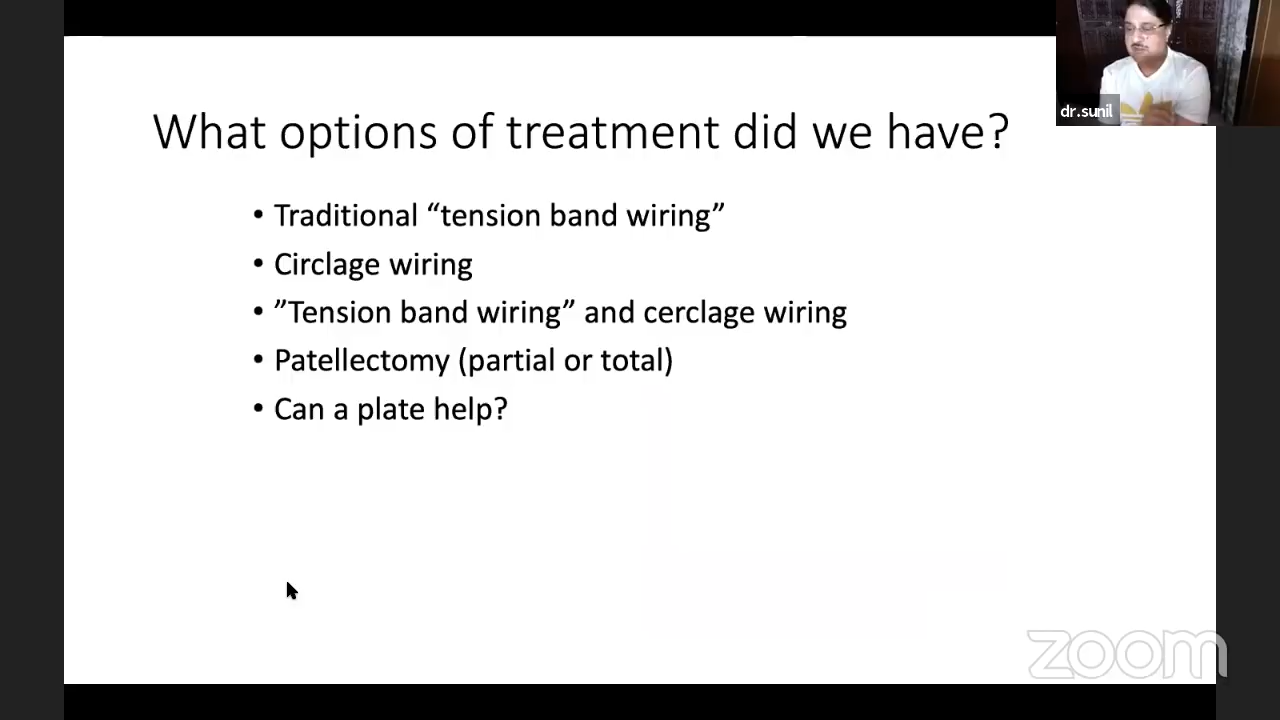 dr.sunil
What options of treatment did we have?
• Traditional “tension band wiring”
• Circlage wiring
• ”Tension band wiring” and cerclage wiring
• Patellectomy (partial or total)
• Can a plate help?
zoom